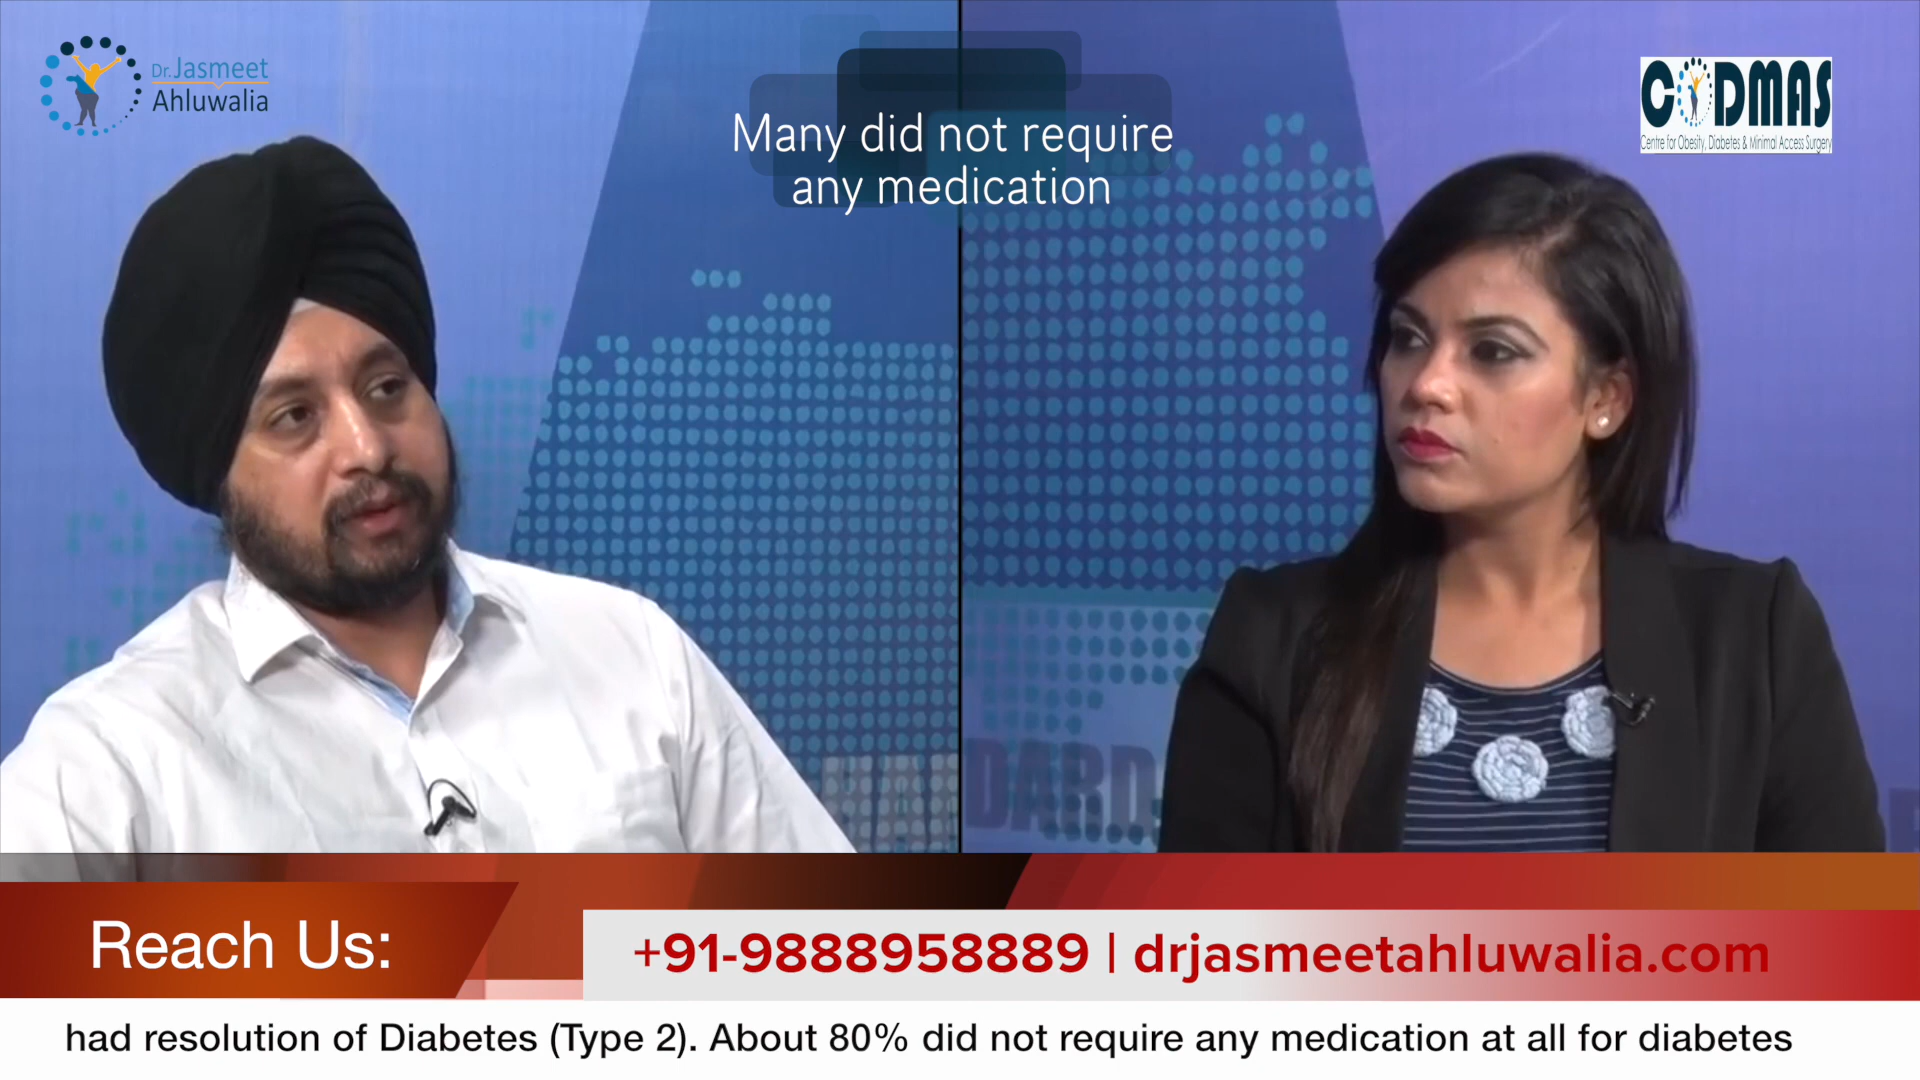 Dr. Jasmeet
Ahluwalia
Many did not require
any medication
CODMAS
Centre for Obesity, Diabetes & Minimal Access Surgery
DARD
Reach Us:
+91-9888958889 | drjasmeetahluwalia.com
had resolution of Diabetes (Type 2). About 80% did not require any medication at all for diabetes